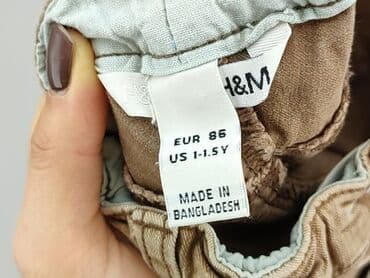 H&M
EUR 86
US 1-1.5Y
MADE IN
BANGLADESH